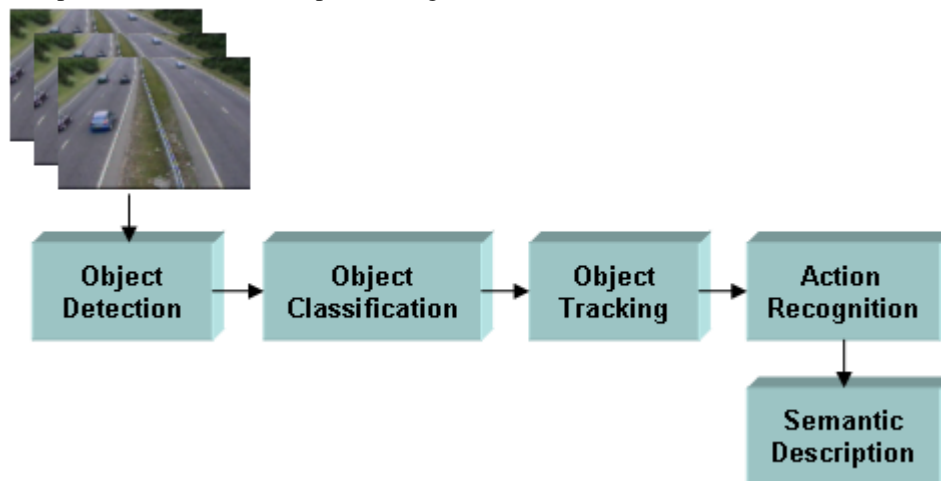 Object
Detection
Object
Classification
Object
Tracking
Action
Recognition
Semantic
Description